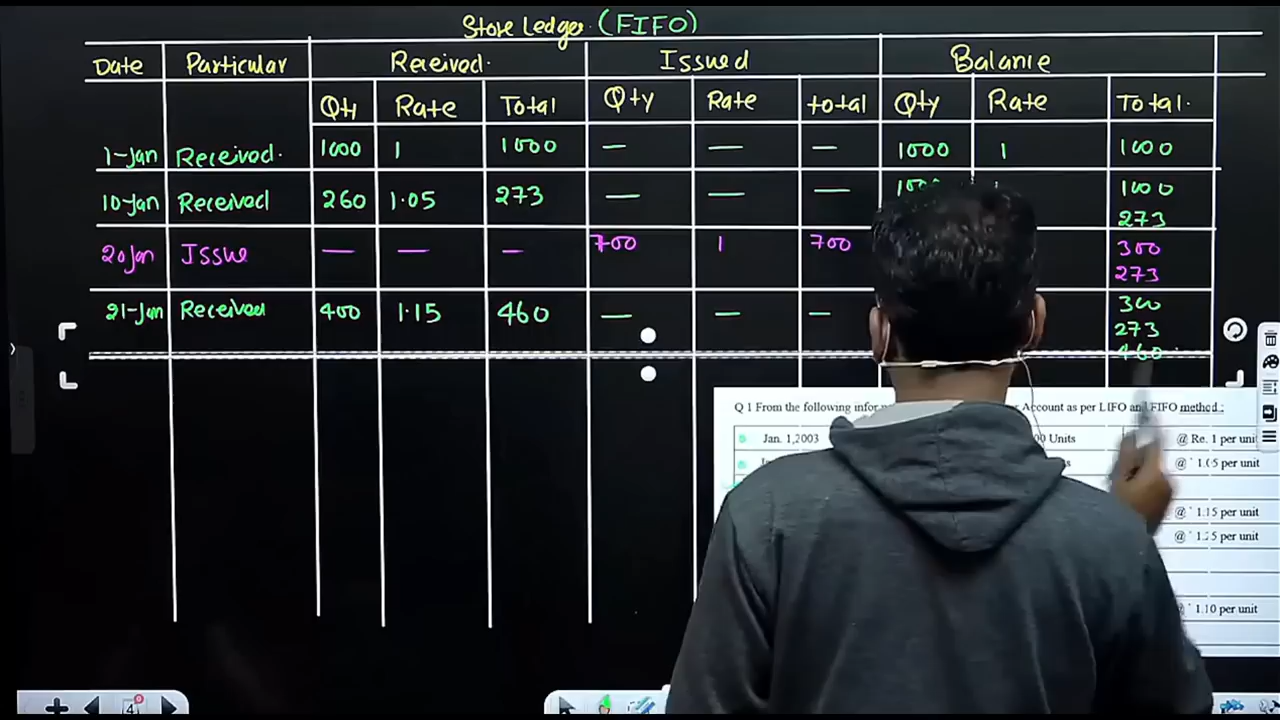 Store Ledger (FIFO)
Date Particular Received. Issued Balance
Qty Rate Total Qty Rate total Qty Rate Total.
1-Jan Received. 1000 1 1000 — — — 1000 1 1000
10-Jan Received 260 1.05 273 — — — 1000
273
20 Jan Issue — — — 700 1 700 300
273
21-Jan Received 400 1.15 460 — — — 300
273
460
Q 1 From the following Account as per LIFO and FIFO method :
Jan. 1,2003 Units @ Re. 1 per unit
@ ` 1.05 per unit
@ ` 1.15 per unit
@ ` 1.25 per unit
1.10 per unit
4